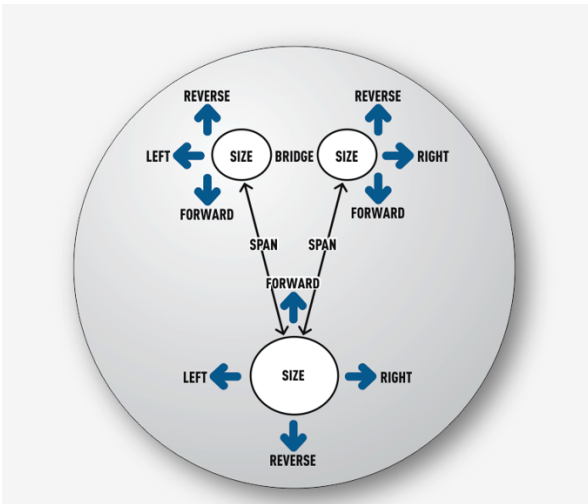 REVERSE
REVERSE
LEFT
SIZE
BRIDGE
SIZE
RIGHT
FORWARD
FORWARD
SPAN
SPAN
FORWARD
LEFT
SIZE
RIGHT
REVERSE